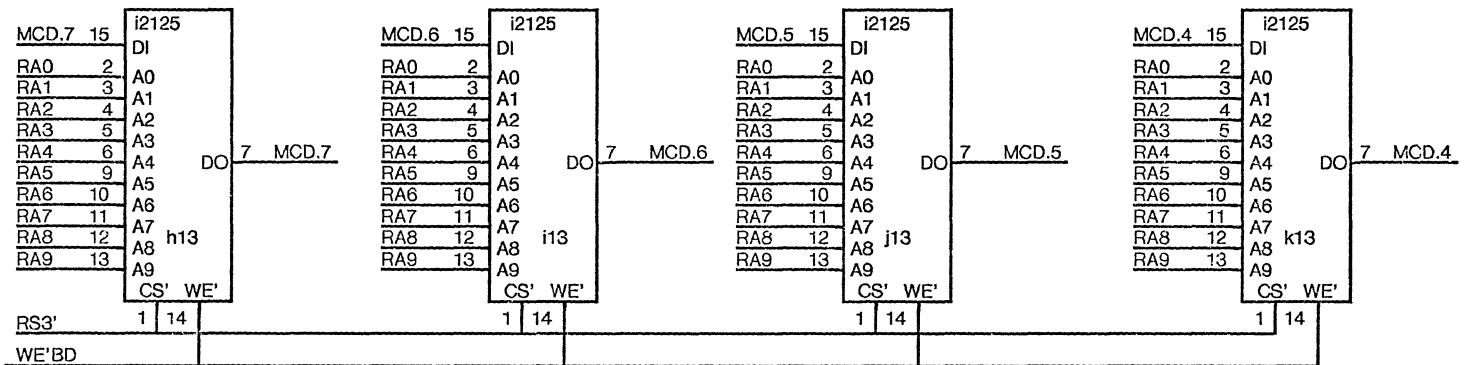 i2125 i2125 i2125 i2125
MCD.7 15 DI MCD.6 15 DI MCD.5 15 DI MCD.4 15 DI
RA0 2 A0 RA0 2 A0 RA0 2 A0 RA0 2 A0
RA1 3 A1 RA1 3 A1 RA1 3 A1 RA1 3 A1
RA2 4 A2 RA2 4 A2 RA2 4 A2 RA2 4 A2
RA3 5 A3 RA3 5 A3 RA3 5 A3 RA3 5 A3
RA4 6 A4 DO 7 MCD.7 RA4 6 A4 DO 7 MCD.6 RA4 6 A4 DO 7 MCD.5 RA4 6 A4 DO 7 MCD.4
RA5 9 A5 RA5 9 A5 RA5 9 A5 RA5 9 A5
RA6 10 A6 RA6 10 A6 RA6 10 A6 RA6 10 A6
RA7 11 A7 RA7 11 A7 RA7 11 A7 RA7 11 A7
RA8 12 A8 h13 RA8 12 A8 i13 RA8 12 A8 j13 RA8 12 A8 k13
RA9 13 A9 RA9 13 A9 RA9 13 A9 RA9 13 A9
CS' WE' CS' WE' CS' WE' CS' WE'
RS3' 1 14 1 14 1 14 1 14
WE'BD